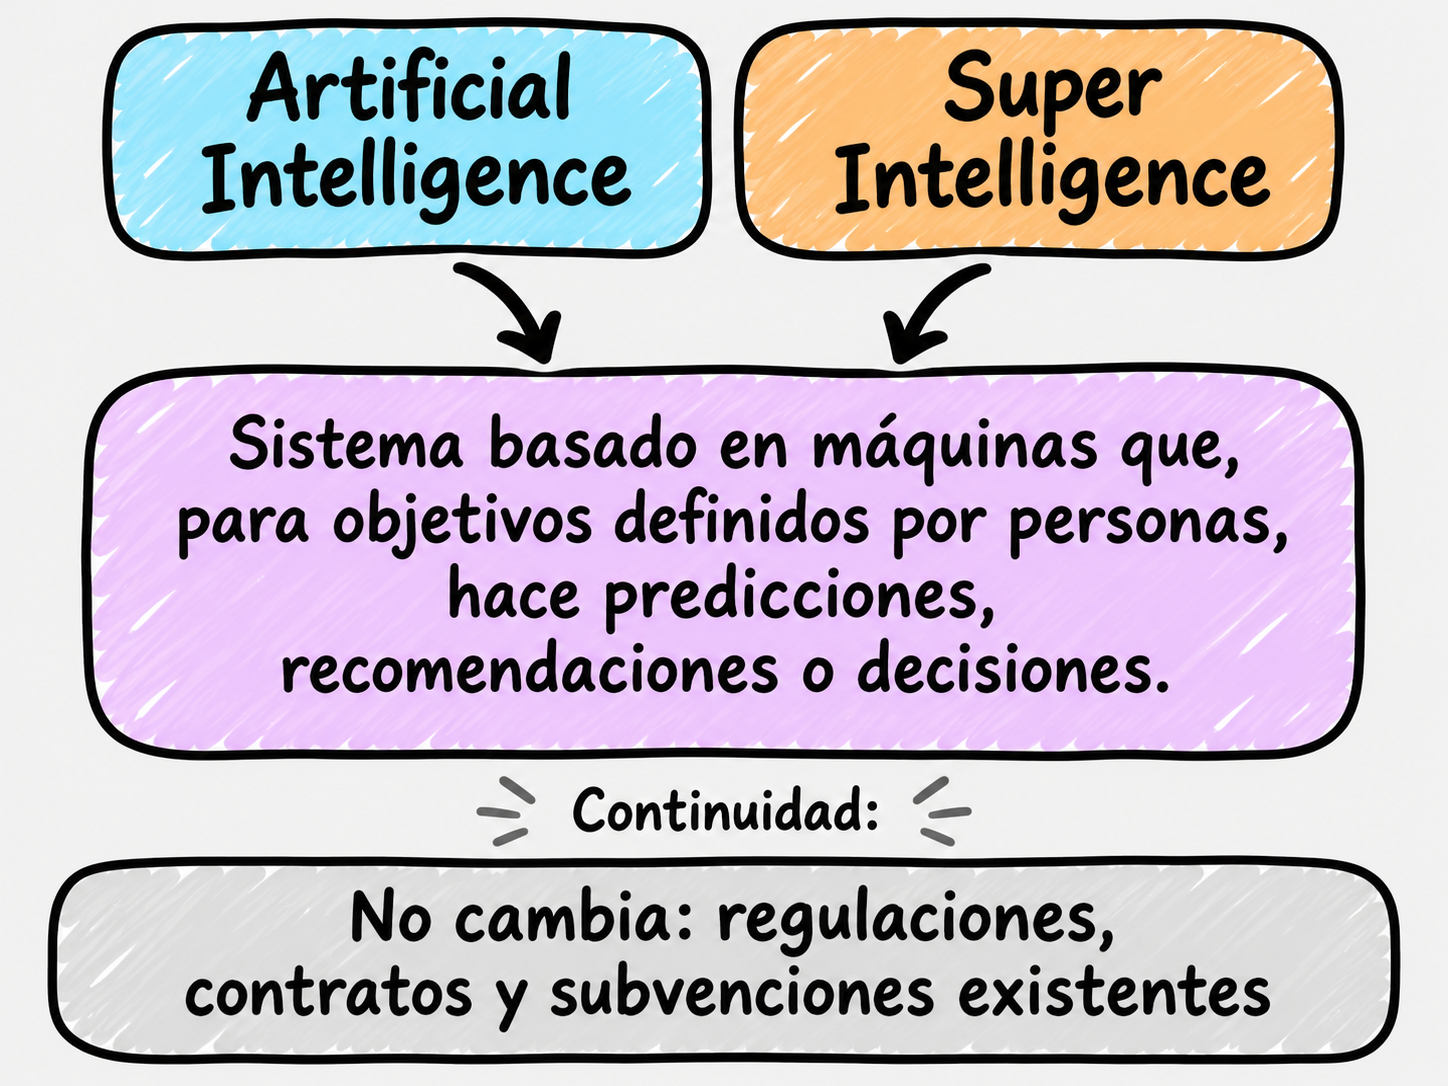 Artificial
Intelligence
Super
Intelligence
Sistema basado en máquinas que,
para objetivos definidos por personas,
hace predicciones,
recomendaciones o decisiones.
Continuidad:
No cambia: regulaciones,
contratos y subvenciones existentes